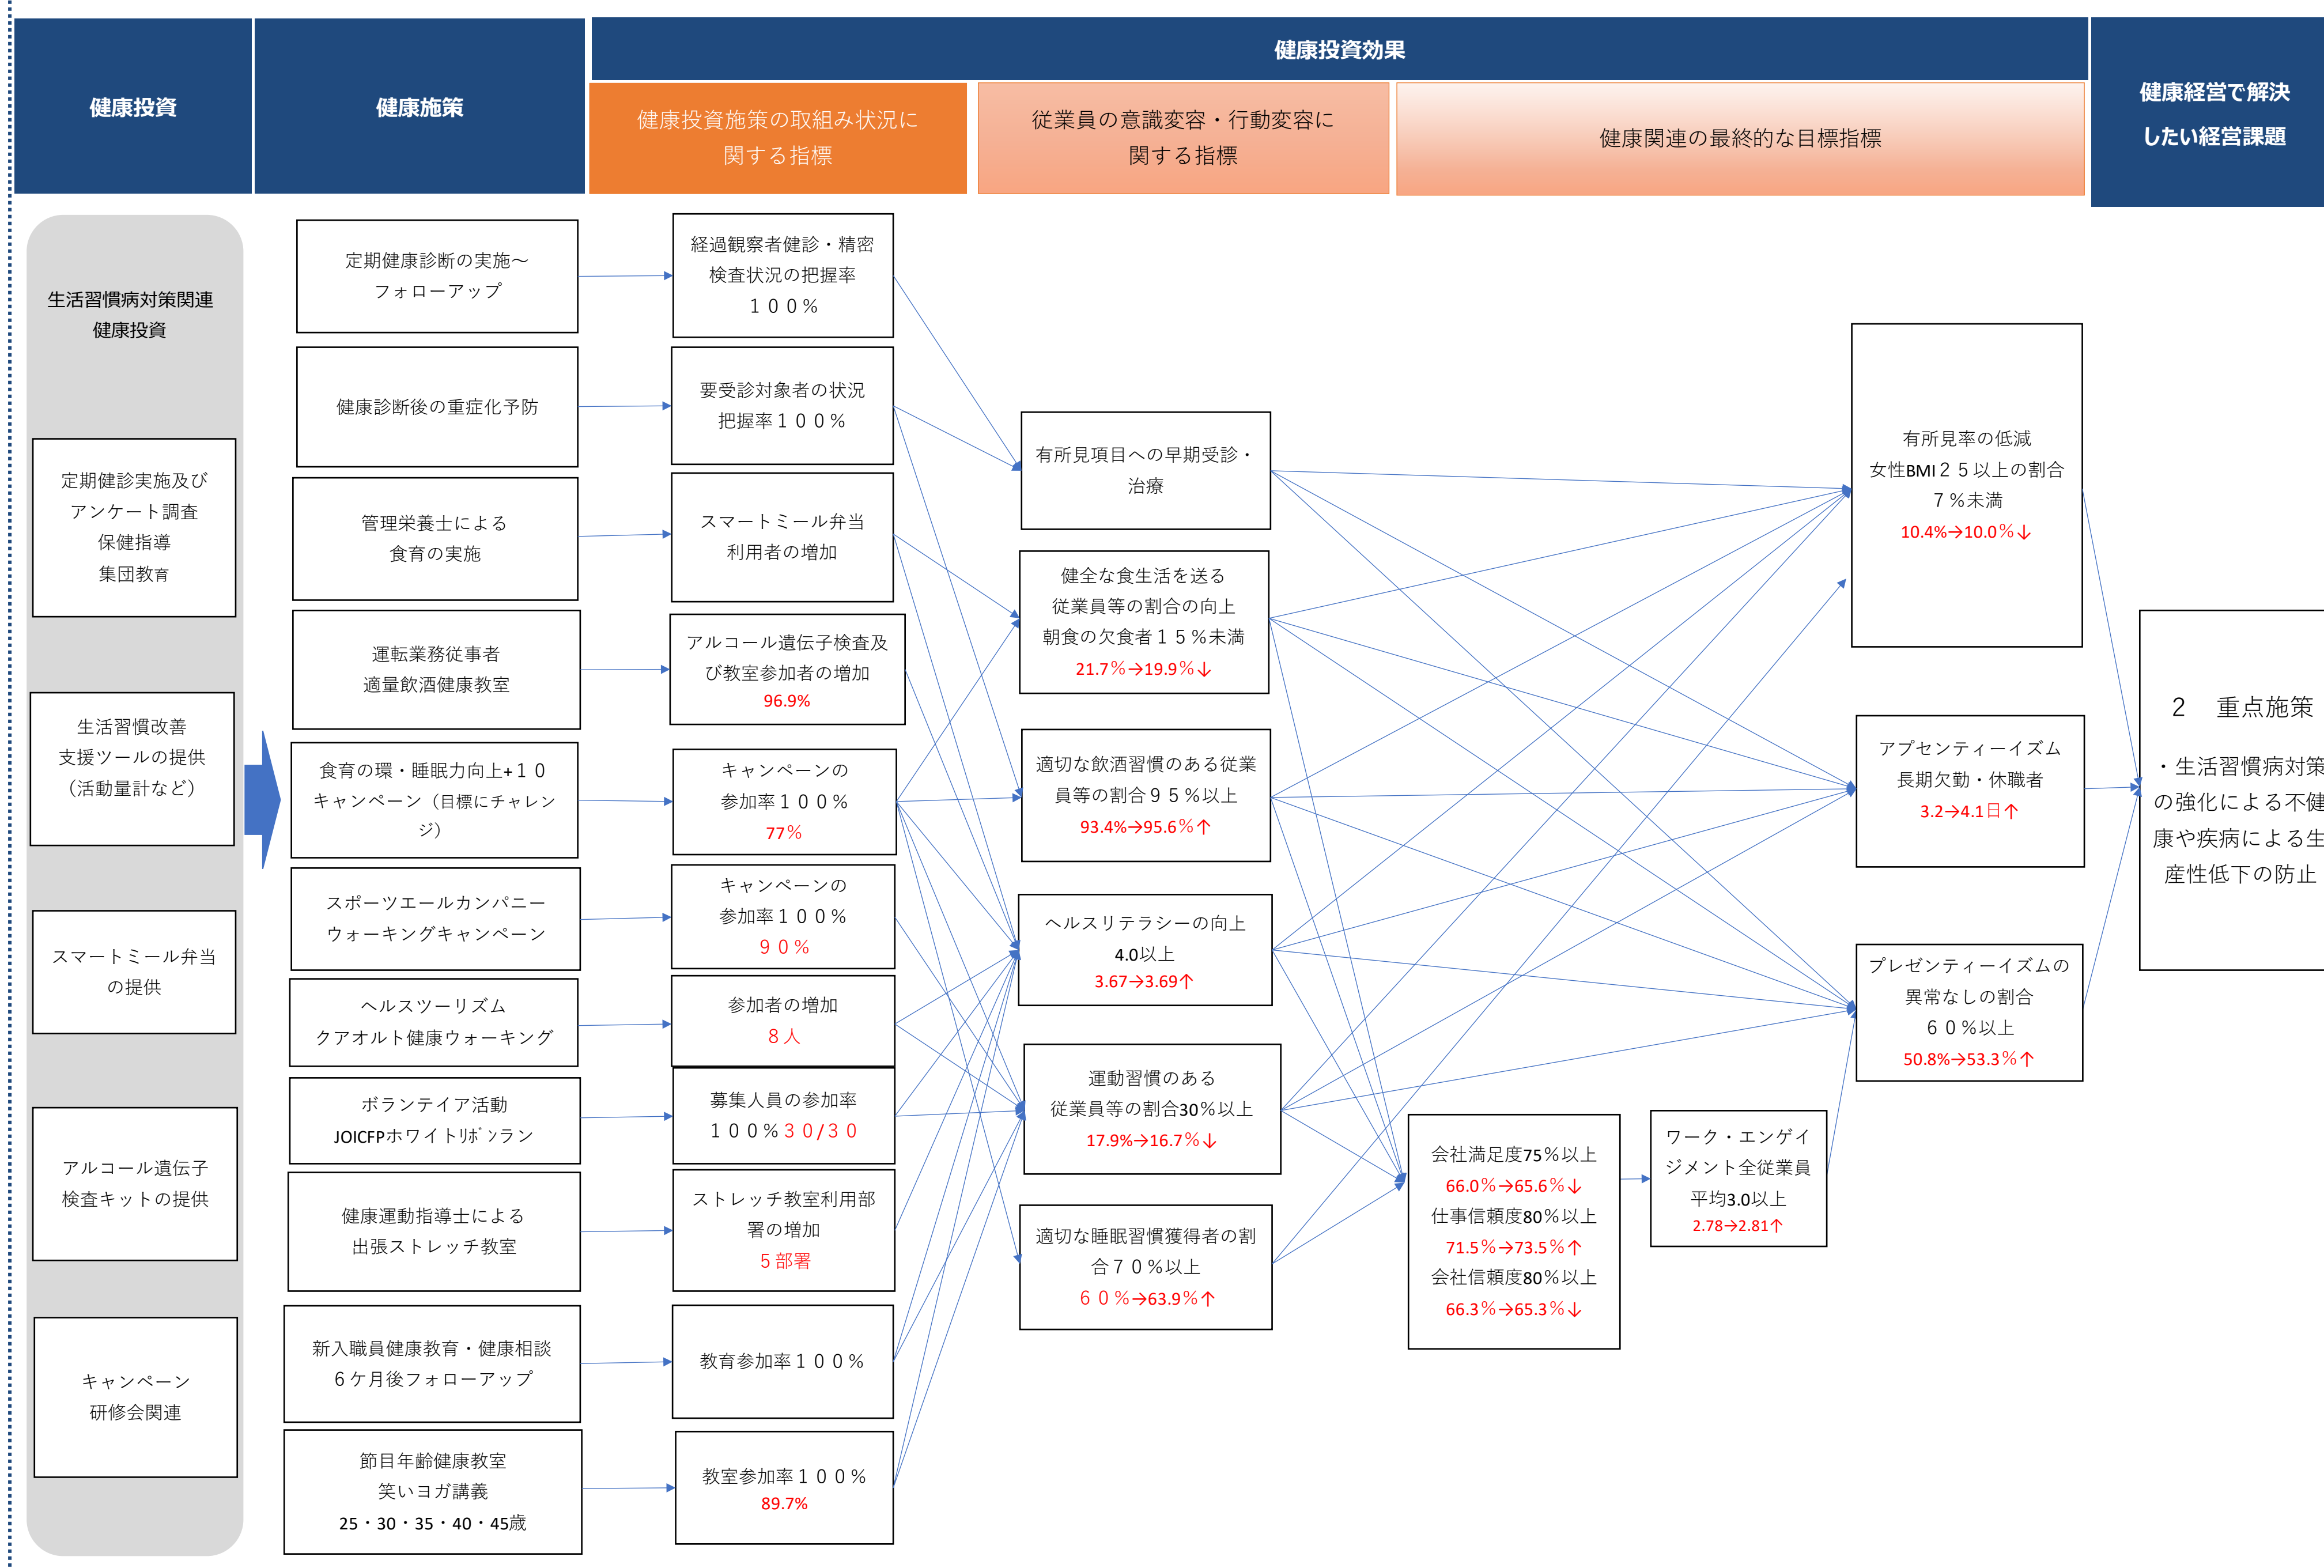 健康投資
健康施策
健康投資効果
健康投資施策の取組み状況に
関する指標
従業員の意識変容・行動変容に
関する指標
健康関連の最終的な目標指標
健康経営で解決
したい経営課題
生活習慣病対策関連
健康投資
定期健診実施及び
アンケート調査
保健指導
集団教育
生活習慣改善
支援ツールの提供
（活動量計など）
スマートミール弁当
の提供
アルコール遺伝子
検査キットの提供
キャンペーン
研修会関連
定期健康診断の実施～
フォローアップ
健康診断後の重症化予防
管理栄養士による
食育の実施
運転業務従事者
適量飲酒健康教室
食育の環・睡眠力向上+１０
キャンペーン（目標にチャレン
ジ）
スポーツエールカンパニー
ウォーキングキャンペーン
ヘルスツーリズム
クアオルト健康ウォーキング
ボランテイア活動
JOICFPホワイトﾘﾎﾞﾝラン
健康運動指導士による
出張ストレッチ教室
新入職員健康教育・健康相談
６ケ月後フォローアップ
節目年齢健康教室
笑いヨガ講義
25・30・35・40・45歳
経過観察者健診・精密
検査状況の把握率
１００％
要受診対象者の状況
把握率１００％
スマートミール弁当
利用者の増加
アルコール遺伝子検査及
び教室参加者の増加
96.9%
キャンペーンの
参加率１００％
77％
キャンペーンの
参加率１００％
９０％
参加者の増加
８人
募集人員の参加率
１００％３０/３０
ストレッチ教室利用部
署の増加
５部署
教育参加率１００％
教室参加率１００％
89.7%
有所見項目への早期受診・
治療
健全な食生活を送る
従業員等の割合の向上
朝食の欠食者１５％未満
21.7％→19.9％↓
適切な飲酒習慣のある従業
員等の割合９５％以上
93.4%→95.6％↑
ヘルスリテラシーの向上
4.0以上
3.67→3.69↑
運動習慣のある
従業員等の割合30％以上
17.9%→16.7％↓
適切な睡眠習慣獲得者の割
合７０％以上
６０％→63.9％↑
会社満足度75％以上
66.0％→65.6％↓
仕事信頼度80％以上
71.5％→73.5％↑
会社信頼度80％以上
66.3％→65.3％↓
ワーク・エンゲイ
ジメント全従業員
平均3.0以上
2.78→2.81↑
有所見率の低減
女性BMI２５以上の割合
７％未満
10.4%→10.0％↓
アプセンティーイズム
長期欠勤・休職者
3.2→4.1日↑
プレゼンティーイズムの
異常なしの割合
６０％以上
50.8%→53.3％↑
２　重点施策
・生活習慣病対策
の強化による不健
康や疾病による生
産性低下の防止